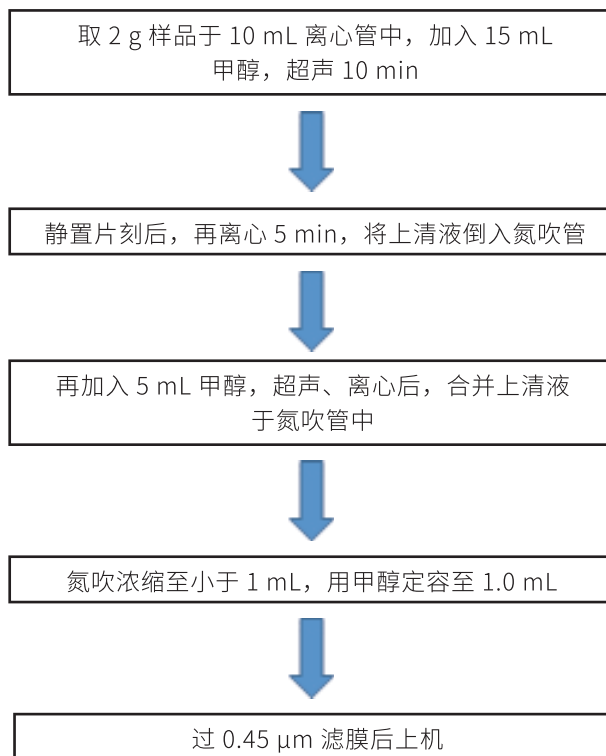 取 2 g 样品于 10 mL 离心管中，加入 15 mL
甲醇，超声 10 min
静置片刻后，再离心 5 min，将上清液倒入氮吹管
再加入 5 mL 甲醇，超声、离心后，合并上清液
于氮吹管中
氮吹浓缩至小于 1 mL，用甲醇定容至 1.0 mL
过 0.45 μm 滤膜后上机